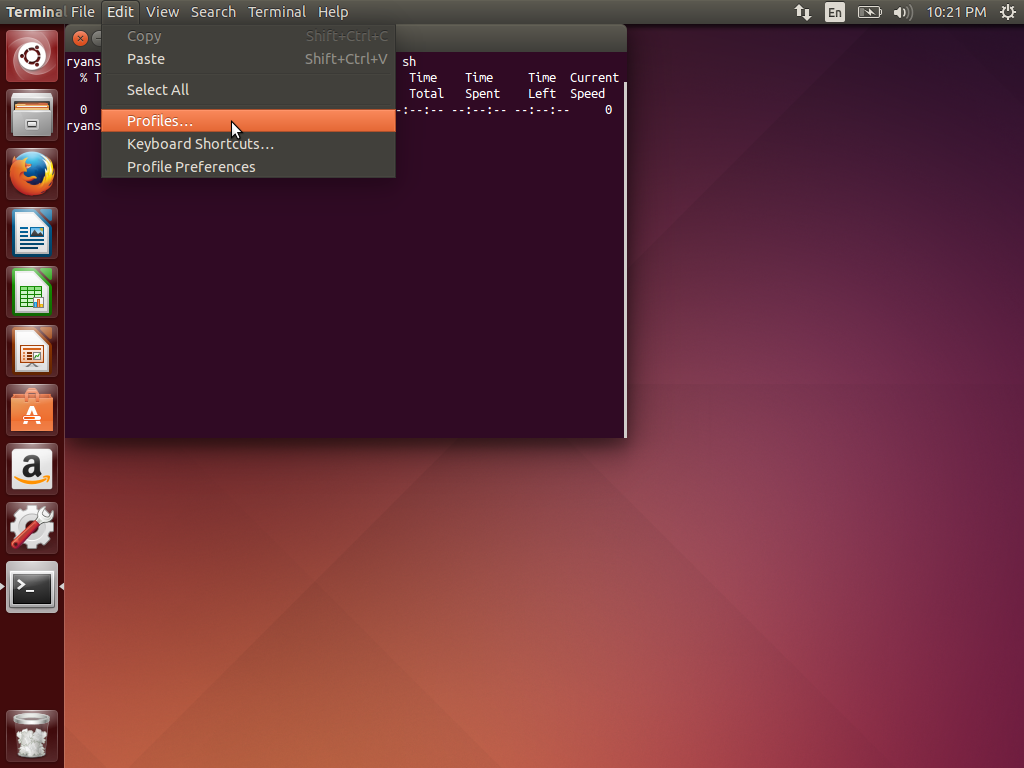 Terminal File Edit View Search Terminal Help En 10:21 PM
Copy Shift+Ctrl+C
Paste Shift+Ctrl+V
Select All
Profiles...
Keyboard Shortcuts...
Profile Preferences
ryans sh
% T Time Time Time Current
Total Spent Left Speed
0 -:--:-- --:--:-- --:--:-- 0
ryans